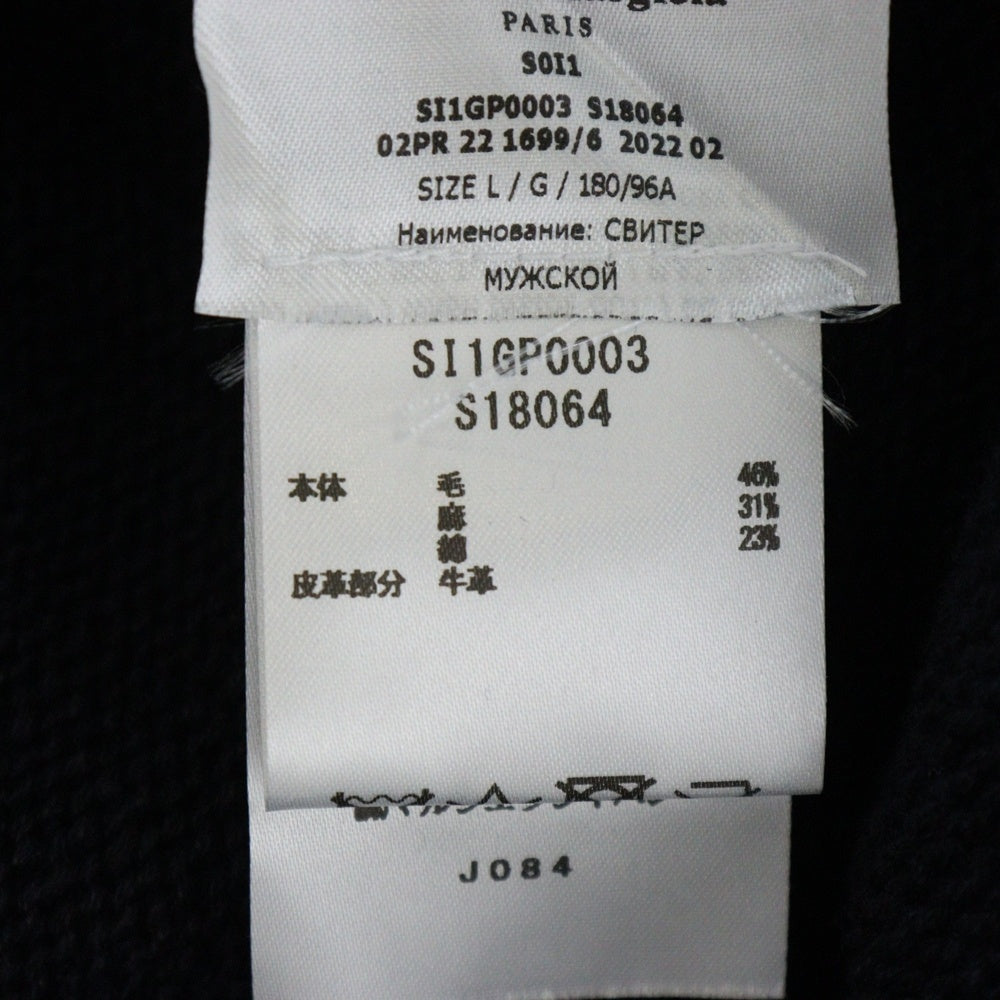 PARIS
S0I1
SI1GP0003 S18064
02PR 22 1699/6 2022 02
SIZE L / G / 180/96A
Наименование: СВИТЕР
МУЖСКОЙ
SI1GP0003
S18064
本体 毛 46%
麻 31%
綿 23%
皮革部分 牛革
J084